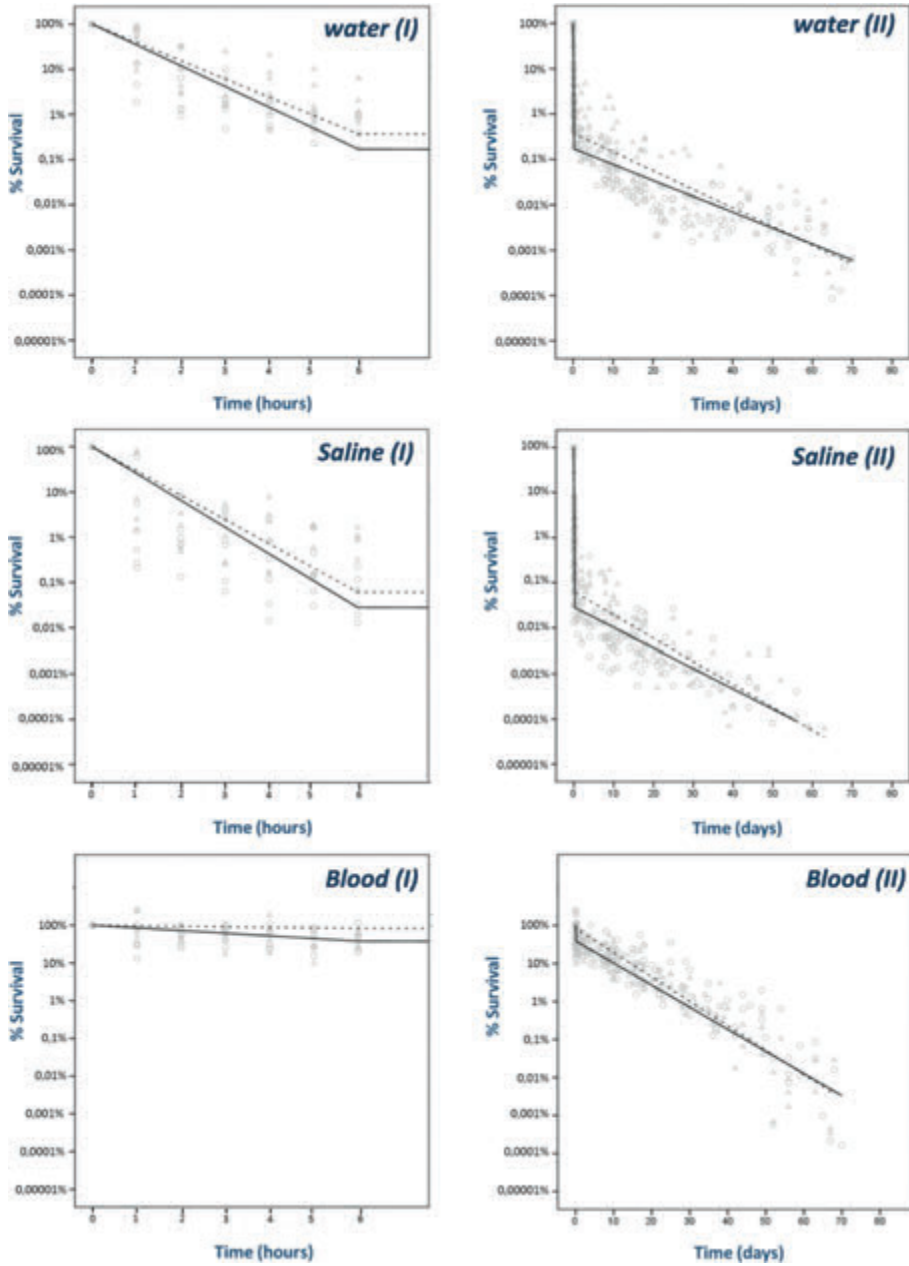 water (I)
100%
10%
1%
0,1%
0,01%
0,001%
0,0001%
0,00001%
% Survival
0 1 2 3 4 5 6
Time (hours)
water (II)
100%
10%
1%
0,1%
0,01%
0,001%
0,0001%
0,00001%
% Survival
0 10 20 30 40 50 60 70 80
Time (days)
Saline (I)
100%
10%
1%
0,1%
0,01%
0,001%
0,0001%
0,00001%
% Survival
0 1 2 3 4 5 6
Time (hours)
Saline (II)
100%
10%
1%
0,1%
0,01%
0,001%
0,0001%
0,00001%
% Survival
0 10 20 30 40 50 60 70 80
Time (days)
Blood (I)
100%
10%
1%
0,1%
0,01%
0,001%
0,0001%
0,00001%
% Survival
0 1 2 3 4 5 6
Time (hours)
Blood (II)
100%
10%
1%
0,1%
0,01%
0,001%
0,0001%
0,00001%
% Survival
0 10 20 30 40 50 60 70 80
Time (days)